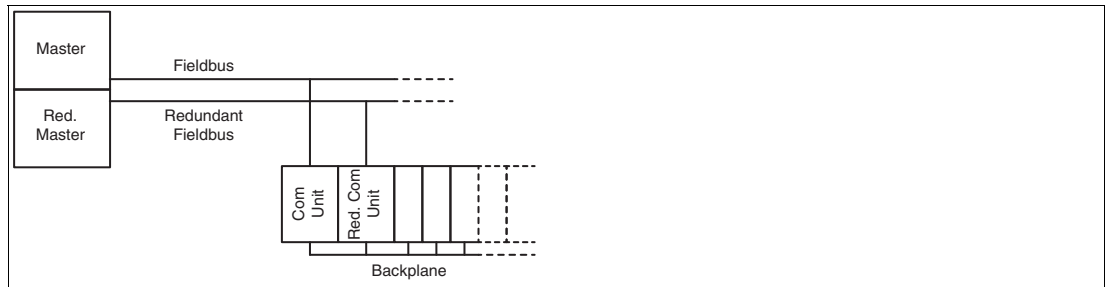 Master
Fieldbus
Red.
Master
Redundant
Fieldbus
Com
Unit
Red. Com
Unit
Backplane